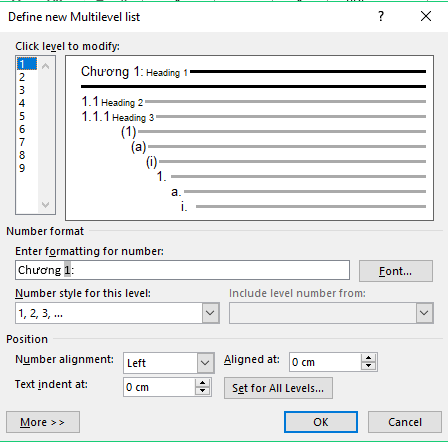 Define new Multilevel list ? ×
Click level to modify:
1
2
3
4
5
6
7
8
9
Chương 1: Heading 1
1.1 Heading 2
1.1.1 Heading 3
(1)
(a)
(i)
1.
a.
i.
Number format
Enter formatting for number:
Chương 1:
Font...
Number style for this level:
Include level number from:
1, 2, 3, ...
Position
Number alignment:
Left
Aligned at:
0 cm
Text indent at:
0 cm
Set for All Levels...
More >>
OK
Cancel